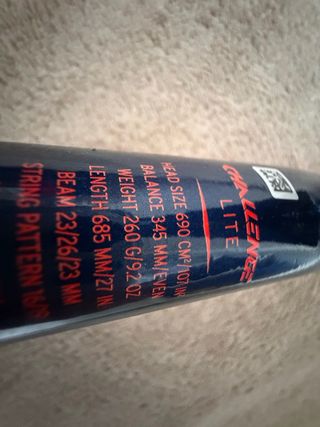 CHALLENGE
LITE
HEAD SIZE 690 CM²/107 IN²
BALANCE 345 MM/EVEN
WEIGHT 260 G/9.2 OZ
LENGTH 685 MM/27 IN
BEAM 23/26/23 MM
STRING PATTERN